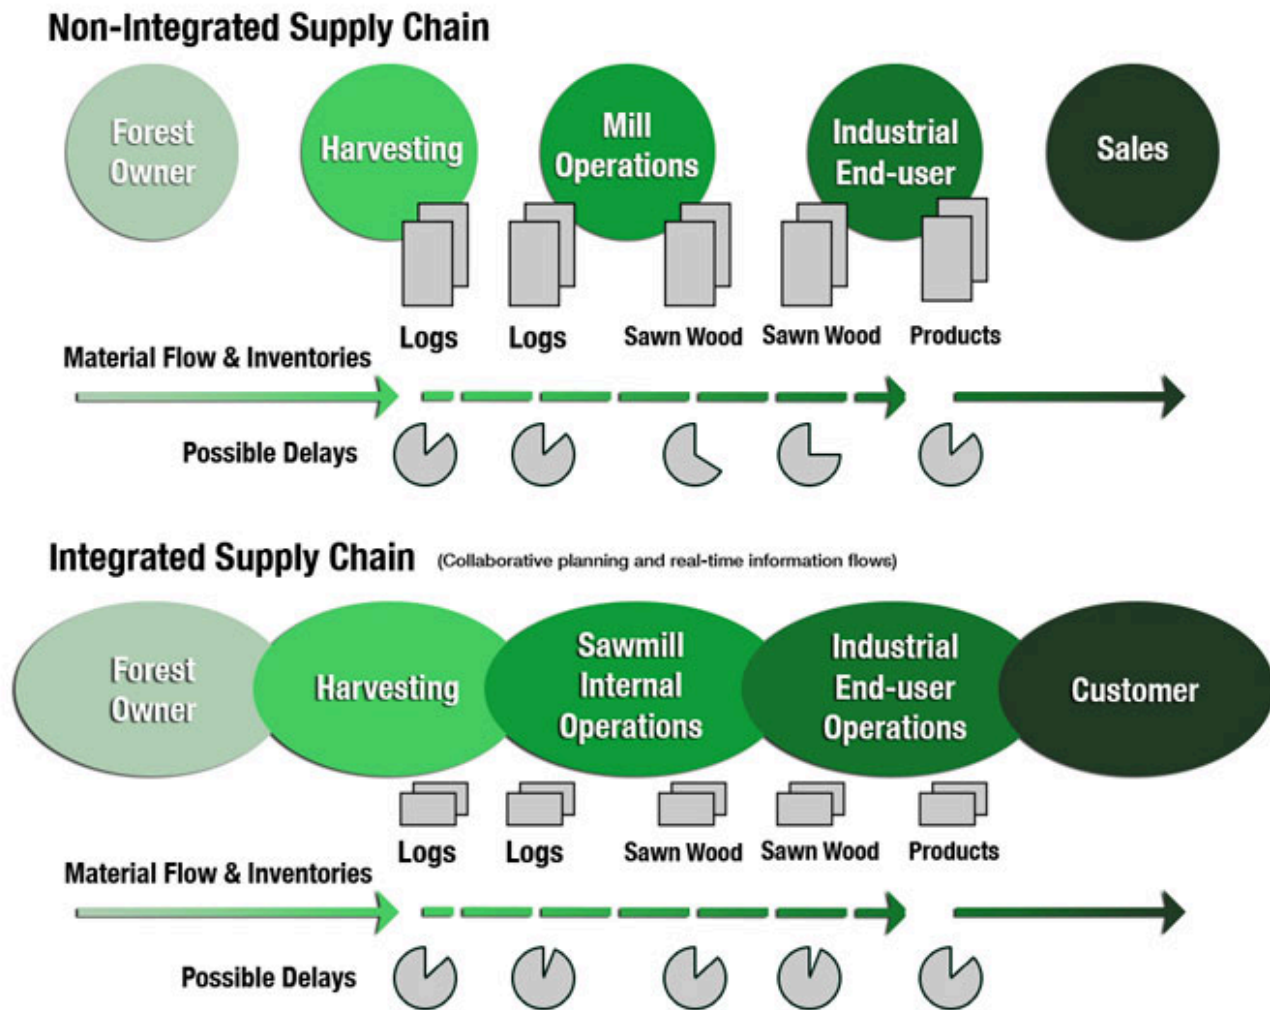 Non-Integrated Supply Chain
Forest
Owner
Harvesting
Mill
Operations
Industrial
End-user
Sales
Logs
Logs
Sawn Wood
Sawn Wood
Products
Material Flow & Inventories
Possible Delays
Integrated Supply Chain (Collaborative planning and real-time information flows)
Forest
Owner
Harvesting
Sawmill
Internal
Operations
Industrial
End-user
Operations
Customer
Logs
Logs
Sawn Wood
Sawn Wood
Products
Material Flow & Inventories
Possible Delays